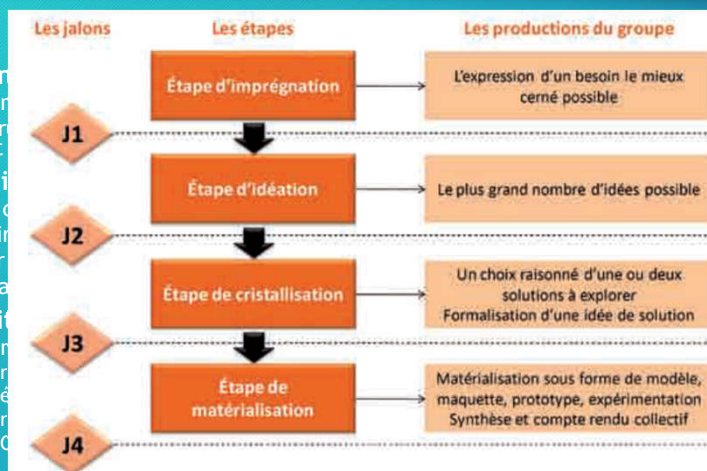 Les jalons
Les étapes
Les productions du groupe
Étape d'imprégnation
L'expression d'un besoin le mieux
cerné possible
J1
Étape d'idéation
Le plus grand nombre d'idées possible
J2
Étape de cristallisation
Un choix raisonné d'une ou deux
solutions à explorer
Formalisation d'une idée de solution
J3
Étape de
matérialisation
Matérialisation sous forme de modèle,
maquette, prototype, expérimentation
Synthèse et compte rendu collectif
J4